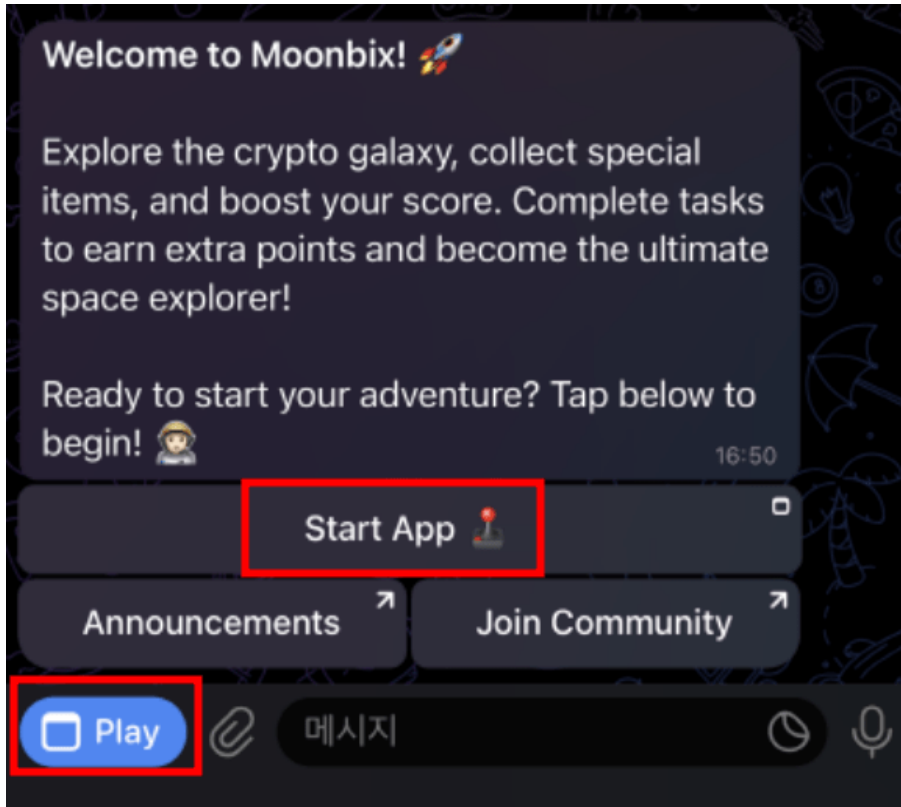 Welcome to Moonbix! 🚀
Explore the crypto galaxy, collect special
items, and boost your score. Complete tasks
to earn extra points and become the ultimate
space explorer!
Ready to start your adventure? Tap below to
begin! 🧑🏻‍🚀
16:50
Start App 🕹️
Announcements
Join Community
Play
메시지